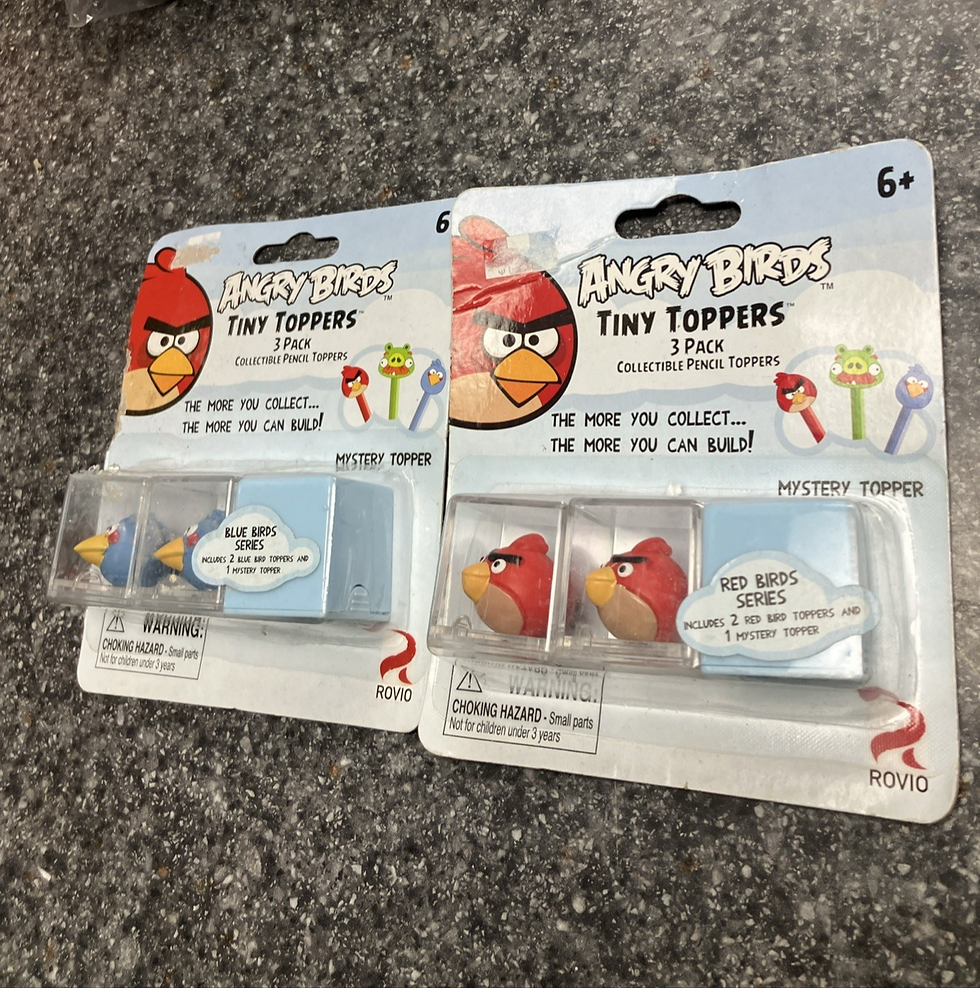 6
ANGRY BIRDS™
TINY TOPPERS™
3 PACK
COLLECTIBLE PENCIL TOPPERS
THE MORE YOU COLLECT...
THE MORE YOU CAN BUILD!
MYSTERY TOPPER
BLUE BIRDS
SERIES
INCLUDES 2 BLUE BIRD TOPPERS AND
1 MYSTERY TOPPER
WARNING:
CHOKING HAZARD - Small parts
Not for children under 3 years
ROVIO
6+
ANGRY BIRDS™
TINY TOPPERS™
3 PACK
COLLECTIBLE PENCIL TOPPERS
THE MORE YOU COLLECT...
THE MORE YOU CAN BUILD!
MYSTERY TOPPER
RED BIRDS
SERIES
INCLUDES 2 RED BIRD TOPPERS AND
1 MYSTERY TOPPER
WARNING:
CHOKING HAZARD - Small parts
Not for children under 3 years
ROVIO